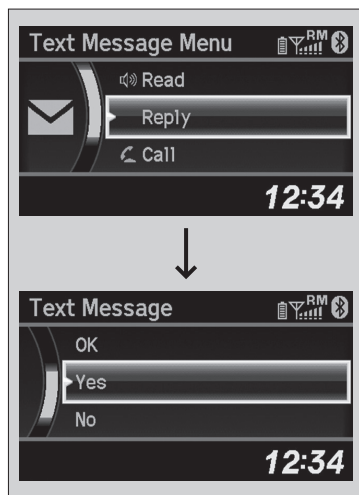 Text Message Menu RM
Read
Reply
Call
12:34
Text Message RM
OK
Yes
No
12:34